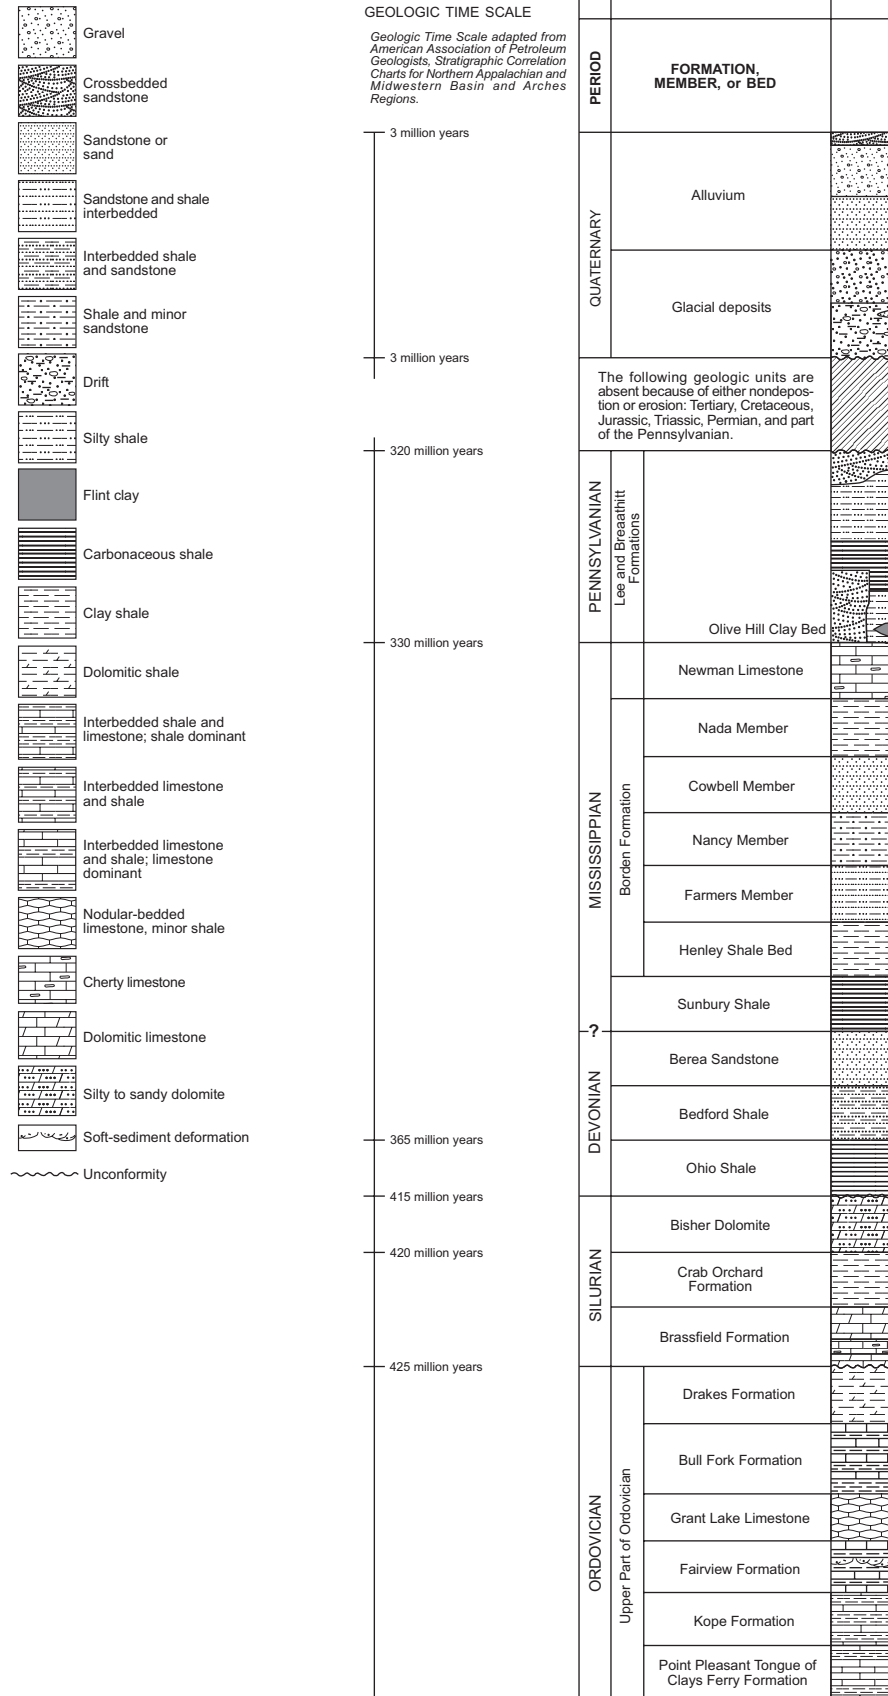 Gravel
Crossbedded
sandstone
Sandstone or
sand
Sandstone and shale
interbedded
Interbedded shale
and sandstone
Shale and minor
sandstone
Drift
Silty shale
Flint clay
Carbonaceous shale
Clay shale
Dolomitic shale
Interbedded shale and
limestone; shale dominant
Interbedded limestone
and shale
Interbedded limestone
and shale; limestone
dominant
Nodular-bedded
limestone, minor shale
Cherty limestone
Dolomitic limestone
Silty to sandy dolomite
Soft-sediment deformation
Unconformity
GEOLOGIC TIME SCALE
Geologic Time Scale adapted from
American Association of Petroleum
Geologists, Stratigraphic Correlation
Charts for Northern Appalachian and
Midwestern Basin and Arches
Regions.
3 million years
3 million years
320 million years
330 million years
365 million years
415 million years
420 million years
425 million years
PERIOD
FORMATION,
MEMBER, or BED
QUATERNARY
Alluvium
Glacial deposits
The following geologic units are
absent because of either nondepos-
tion or erosion: Tertiary, Cretaceous,
Jurassic, Triassic, Permian, and part
of the Pennsylvanian.
PENNSYLVANIAN
Lee and Breaathitt
Formations
Olive Hill Clay Bed
MISSISSIPPIAN
Newman Limestone
Borden Formation
Nada Member
Cowbell Member
Nancy Member
Farmers Member
Henley Shale Bed
Sunbury Shale
?
DEVONIAN
Berea Sandstone
Bedford Shale
Ohio Shale
SILURIAN
Bisher Dolomite
Crab Orchard
Formation
Brassfield Formation
ORDOVICIAN
Upper Part of Ordovician
Drakes Formation
Bull Fork Formation
Grant Lake Limestone
Fairview Formation
Kope Formation
Point Pleasant Tongue of
Clays Ferry Formation